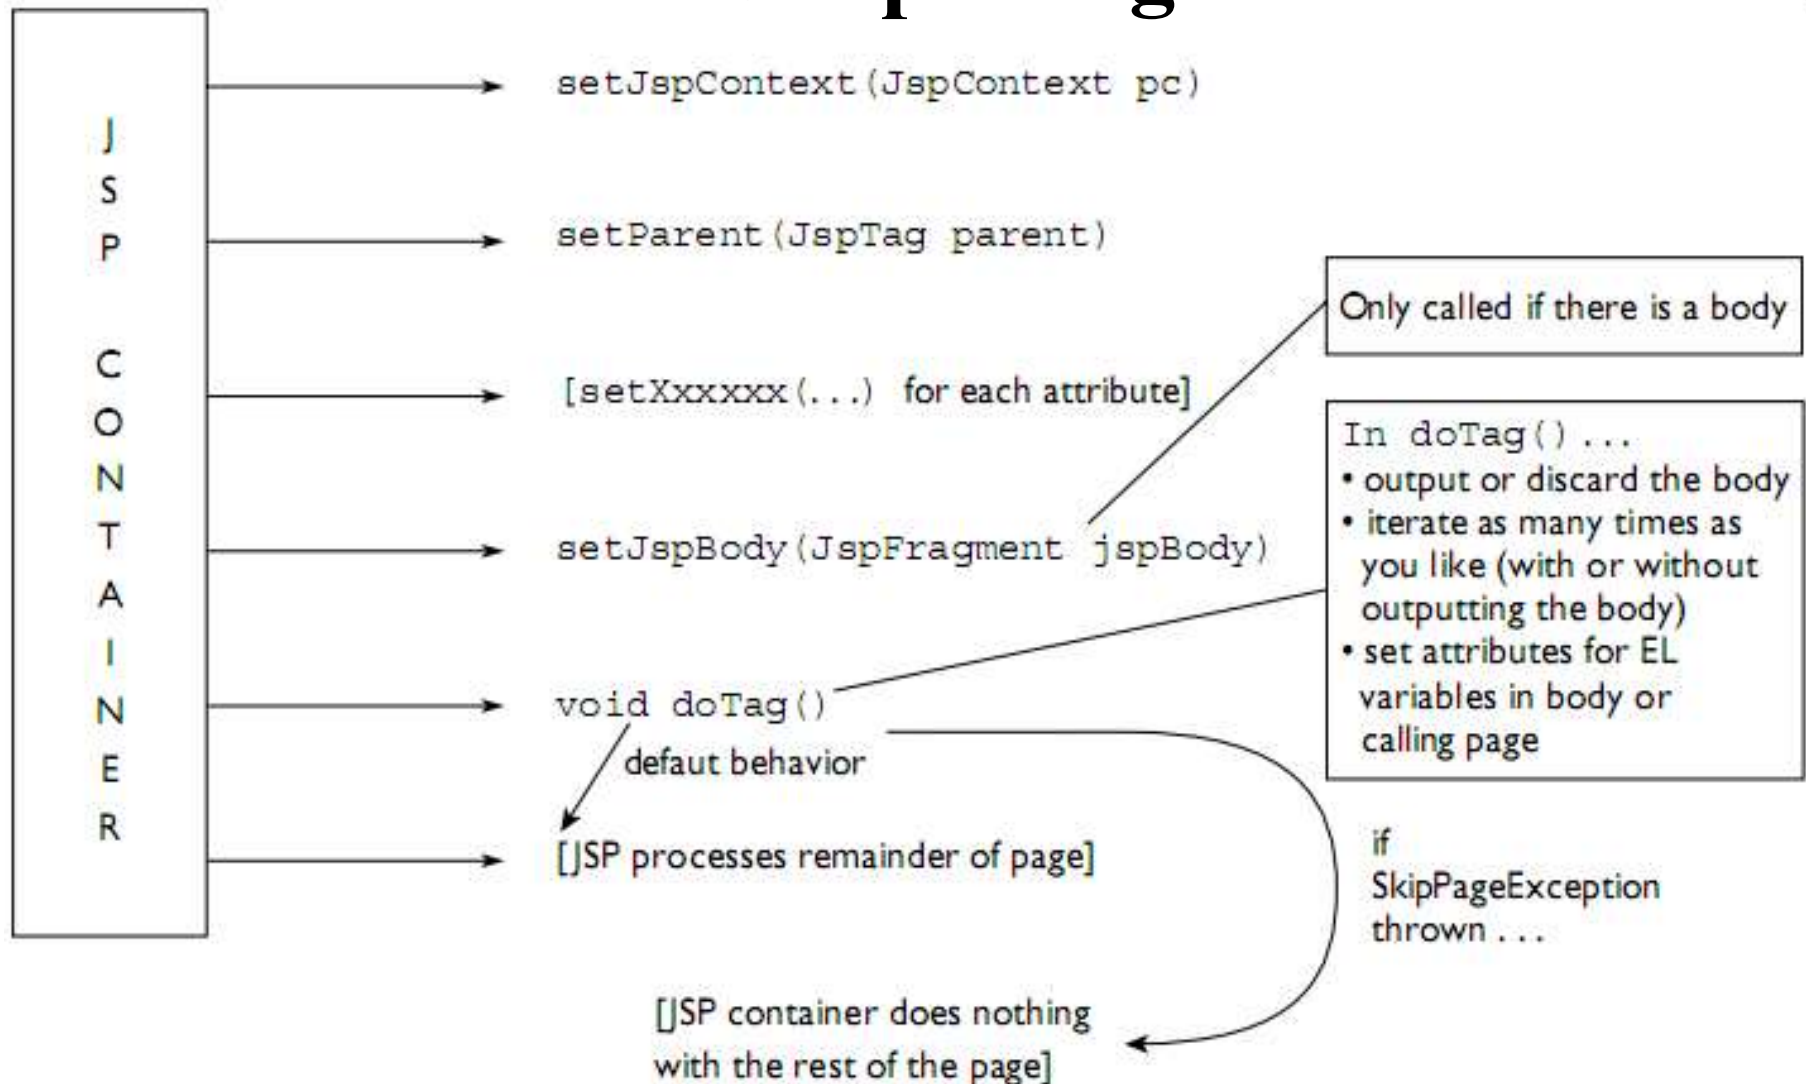 JSP CONTAINER
setJspContext(JspContext pc)
setParent(JspTag parent)
[setXxxxxx(...) for each attribute]
setJspBody(JspFragment jspBody)
void doTag()
defaut behavior
[JSP processes remainder of page]
[JSP container does nothing
with the rest of the page]
Only called if there is a body
In doTag()...
• output or discard the body
• iterate as many times as
you like (with or without
outputting the body)
• set attributes for EL
variables in body or
calling page
if
SkipPageException
thrown . . .